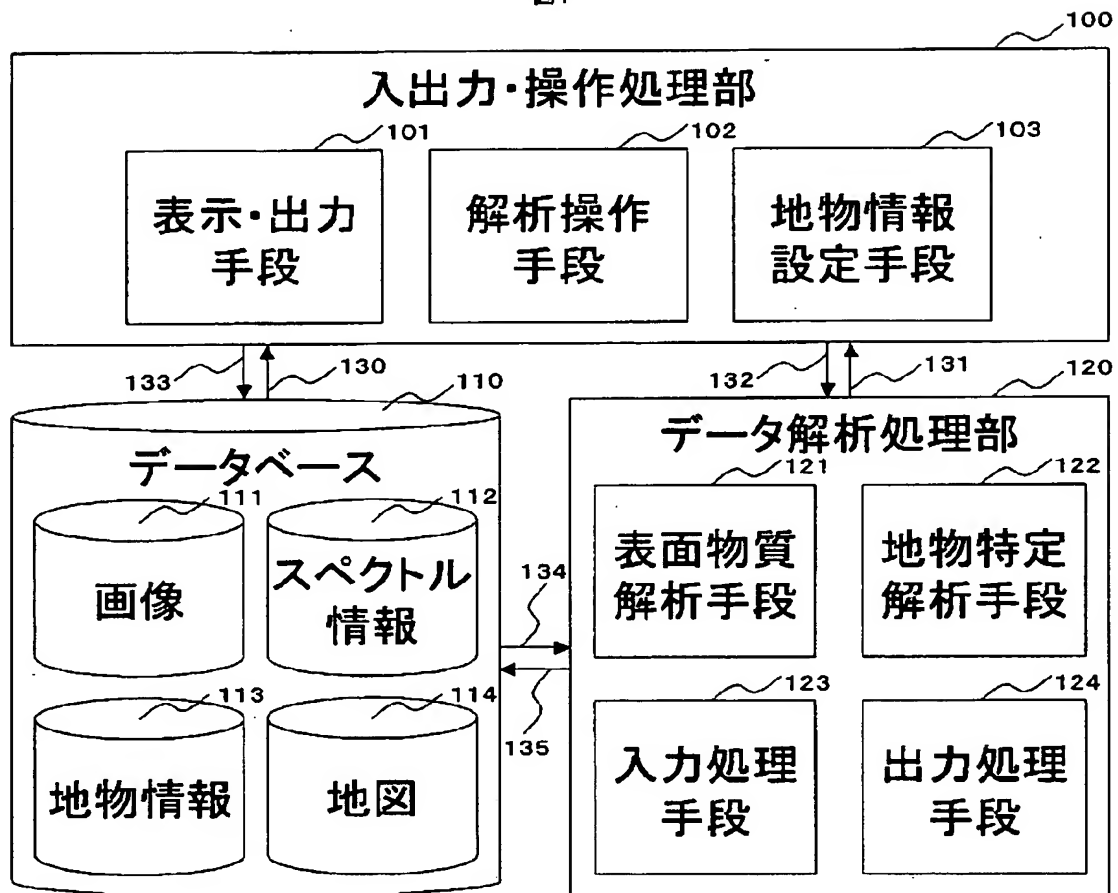 100
入出力・操作処理部
101
102
103
表示・出力
手段
解析操作
手段
地物情報
設定手段
133
130
110
132
131
120
データベース
111
112
画像
スペクトル
情報
113
114
地物情報
地図
134
135
データ解析処理部
121
122
表面物質
解析手段
地物特定
解析手段
123
124
入力処理
手段
出力処理
手段